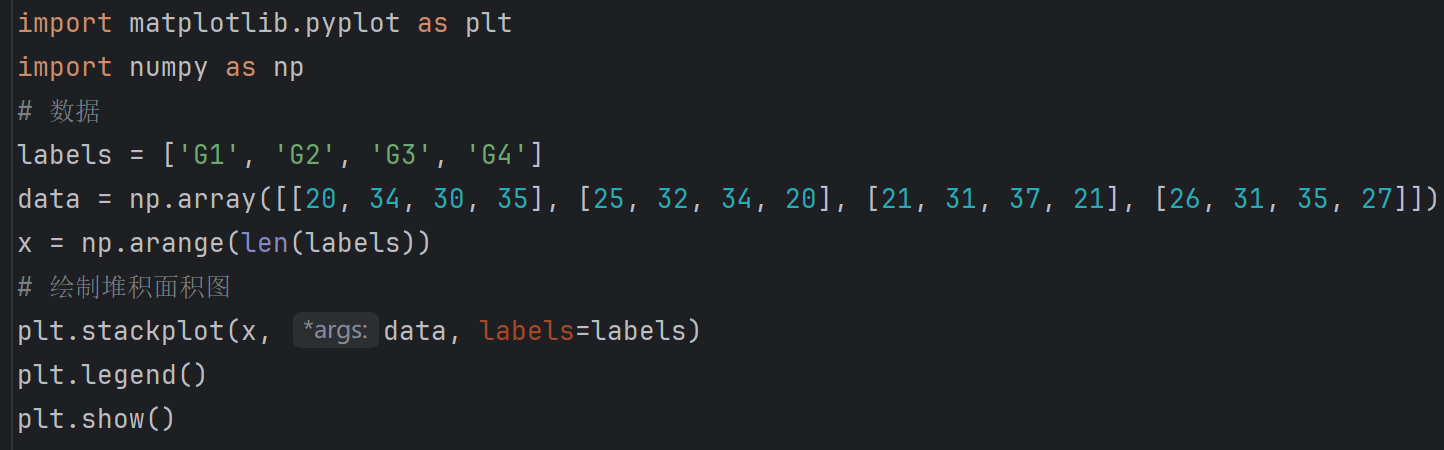 import matplotlib.pyplot as plt
import numpy as np
# 数据
labels = ['G1', 'G2', 'G3', 'G4']
data = np.array([[20, 34, 30, 35], [25, 32, 34, 20], [21, 31, 37, 21], [26, 31, 35, 27]])
x = np.arange(len(labels))
# 绘制堆积面积图
plt.stackplot(x, *args: data, labels=labels)
plt.legend()
plt.show()